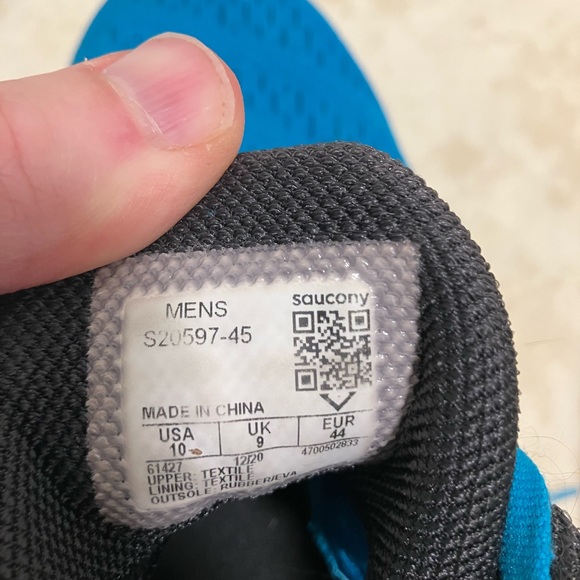 MENS
saucony
S20597-45
MADE IN CHINA
USA UK EUR
10 9 44
61427 12/20 4700502833
UPPER: TEXTILE
LINING: TEXTILE
OUTSOLE: RUBBER/EVA